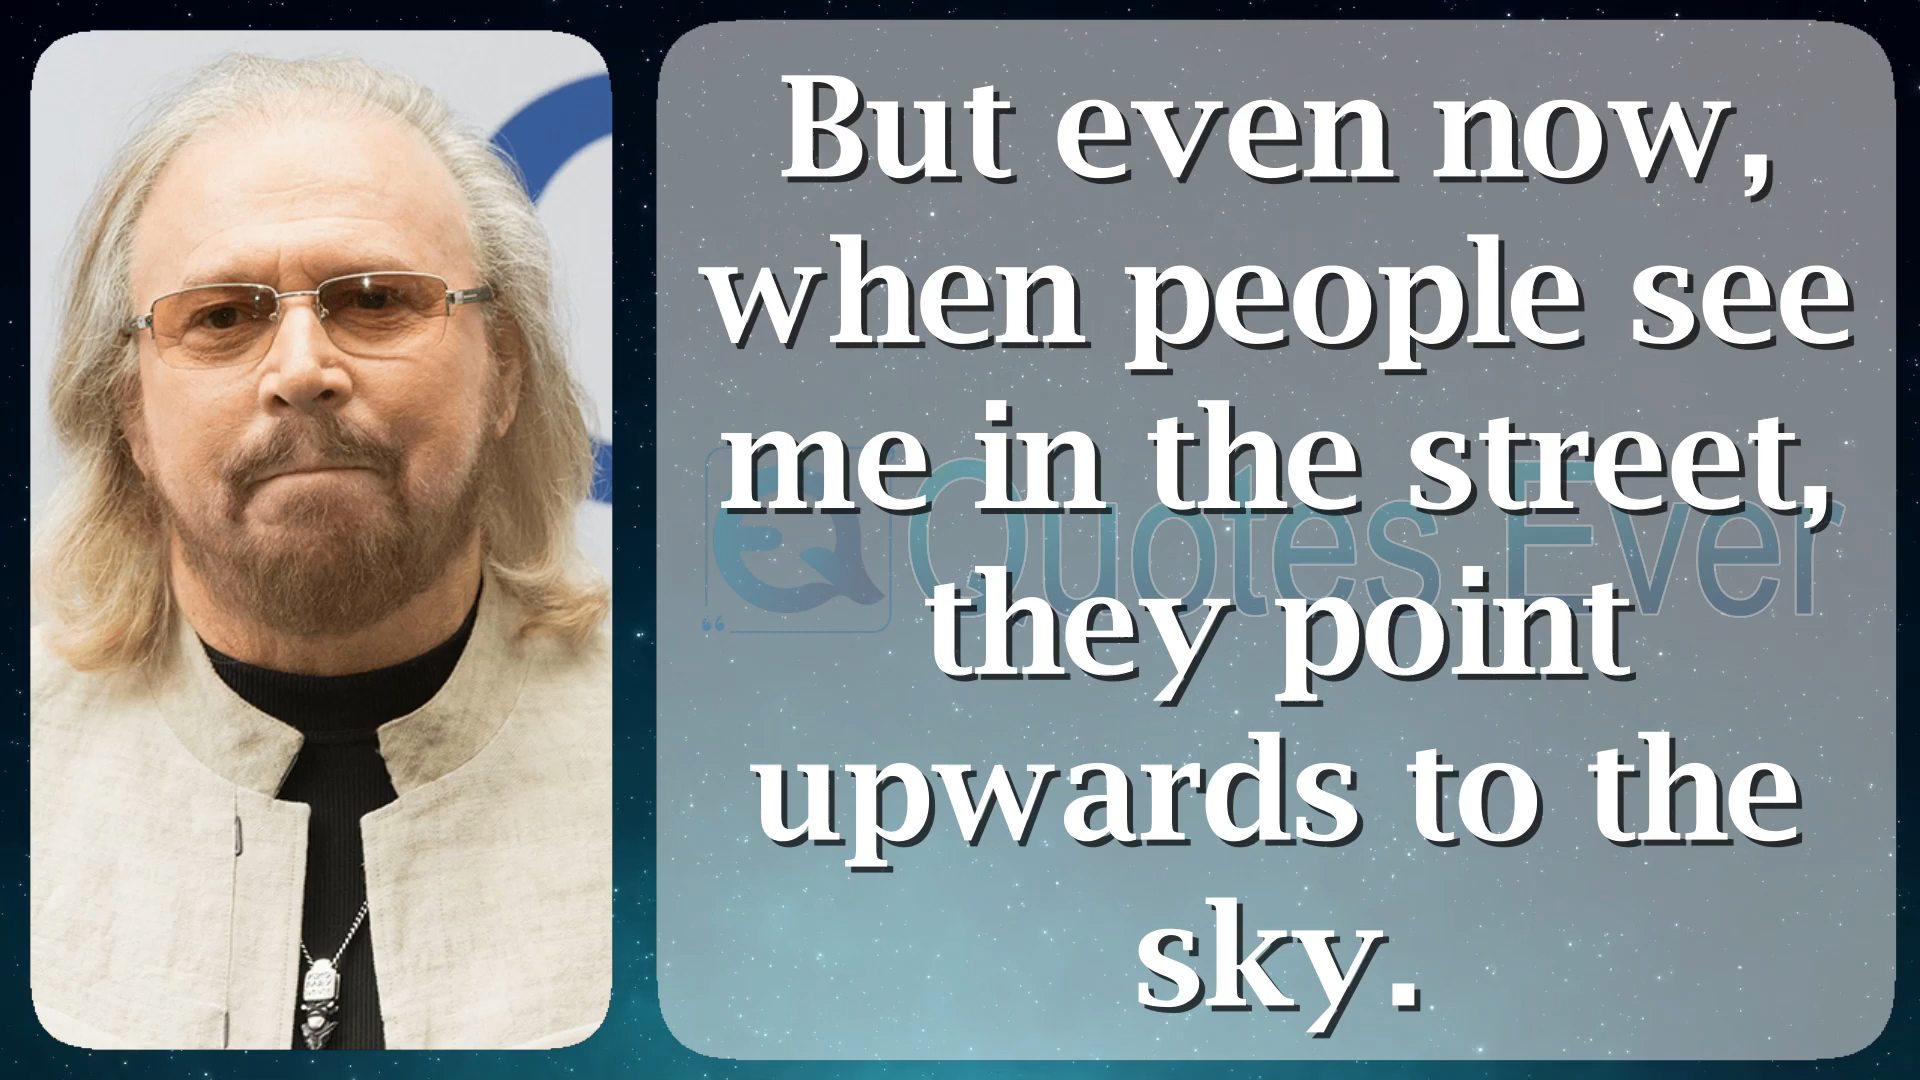 But even now,
when people see
me in the street,
they point
upwards to the
sky.
Quotes Ever